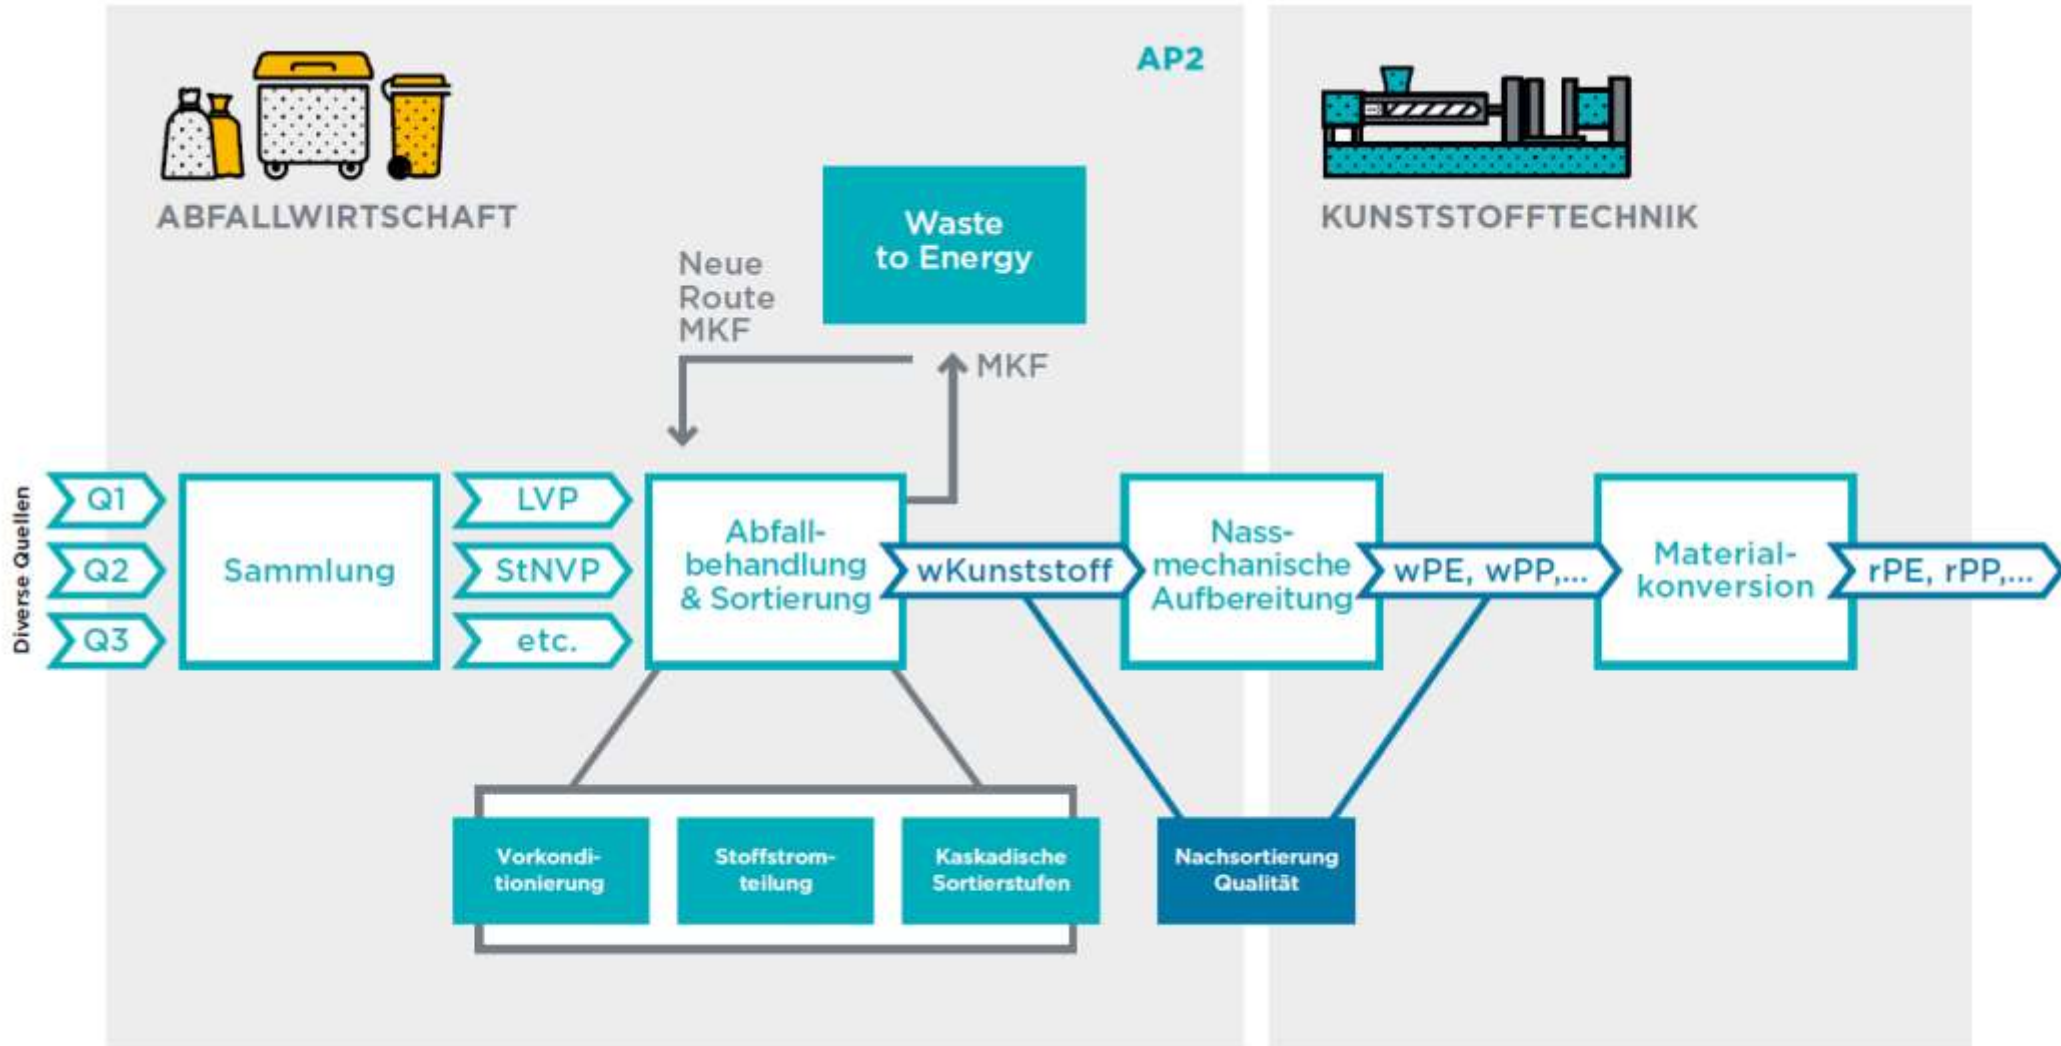 AP2
ABFALLWIRTSCHAFT
KUNSTSTOFFTECHNIK
Waste
to Energy
Neue
Route
MKF
MKF
Diverse Quellen
Q1
Q2
Q3
Sammlung
LVP
StNVP
etc.
Abfall-
behandlung
& Sortierung
wKunststoff
Nass-
mechanische
Aufbereitung
wPE, wPP,...
Material-
konversion
rPE, rPP,...
Vorkondi-
tionierung
Stoffstrom-
teilung
Kaskadische
Sortierstufen
Nachsortierung
Qualität